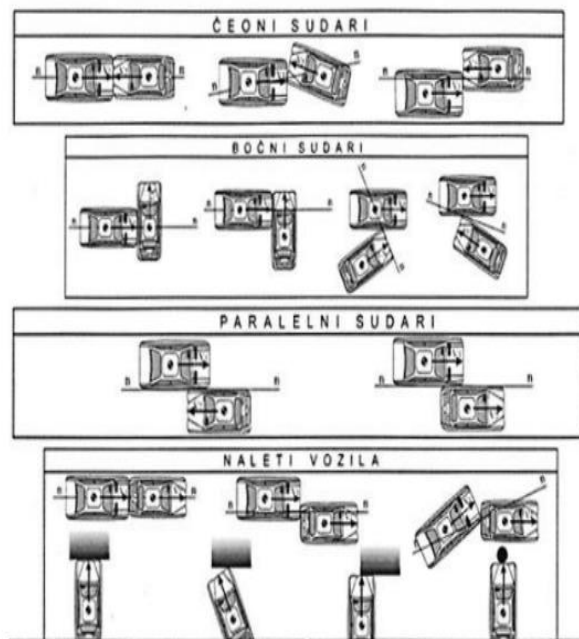 ČEONI SUDARI
n n n n n n
BOČNI SUDARI
n n n n n n n
PARALELNI SUDARI
n n n n
NALETI VOZILA
n n n n n